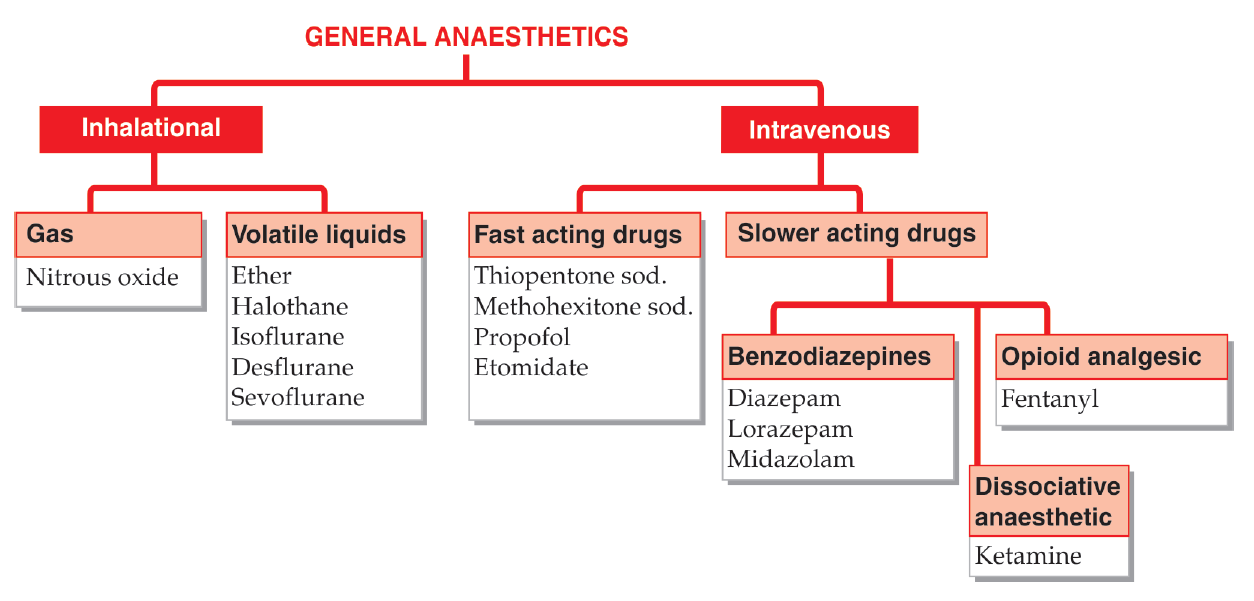 GENERAL ANAESTHETICS
Inhalational
Intravenous
Gas
Nitrous oxide
Volatile liquids
Ether
Halothane
Isoflurane
Desflurane
Sevoflurane
Fast acting drugs
Thiopentone sod.
Methohexitone sod.
Propofol
Etomidate
Slower acting drugs
Benzodiazepines
Diazepam
Lorazepam
Midazolam
Opioid analgesic
Fentanyl
Dissociative
anaesthetic
Ketamine